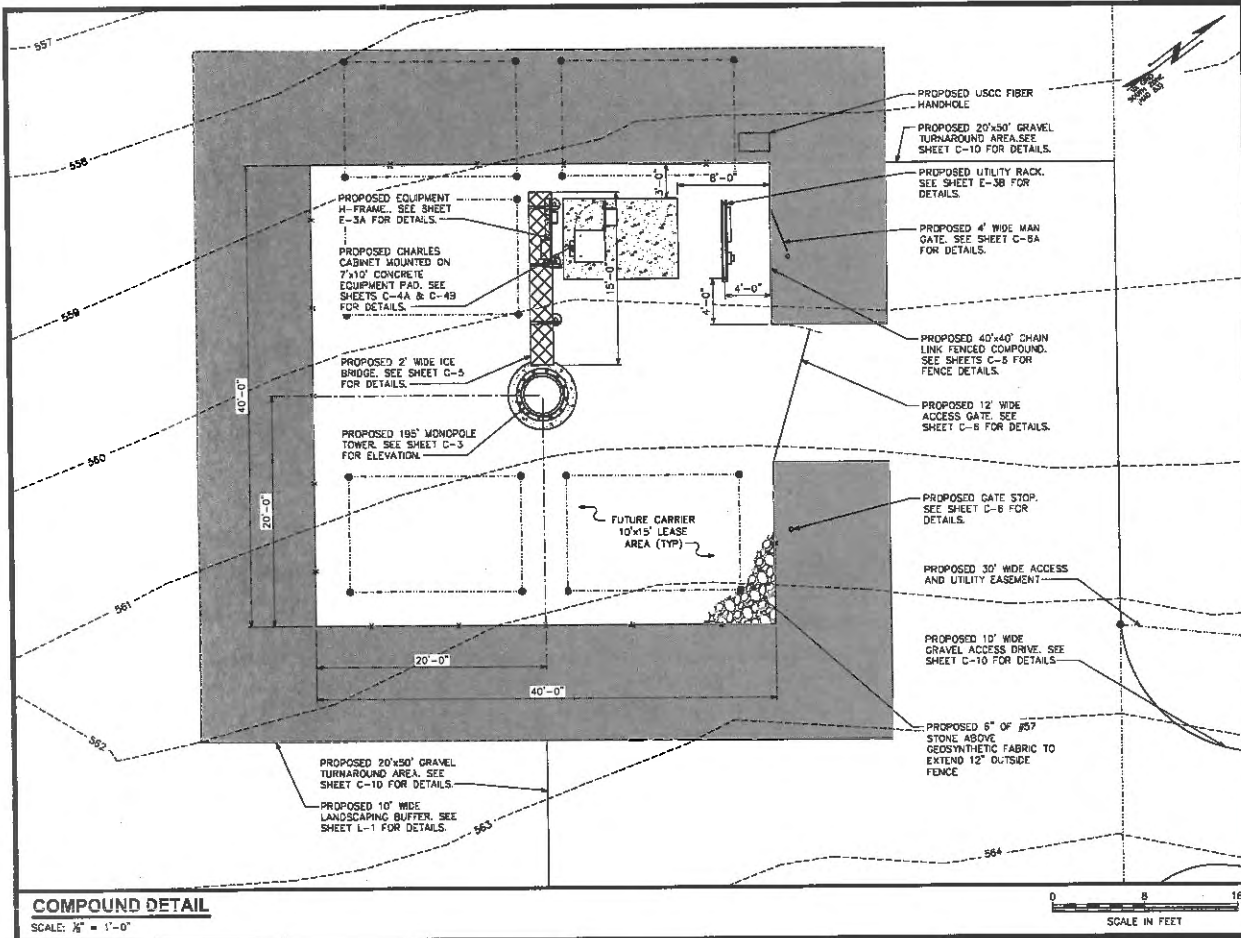 557
558
559
560
561
562
563
564
PROPOSED USCC FIBER
HANDHOLE
PROPOSED 20'x50' GRAVEL
TURNAROUND AREA.SEE
SHEET C-10 FOR DETAILS.
PROPOSED UTILITY RACK.
SEE SHEET E-3B FOR
DETAILS.
PROPOSED 4' WIDE MAN
GATE. SEE SHEET C-6A
FOR DETAILS.
PROPOSED 40'x40' CHAIN
LINK FENCED COMPOUND.
SEE SHEETS C-6 FOR
FENCE DETAILS.
PROPOSED 12' WIDE
ACCESS GATE. SEE
SHEET C-6 FOR DETAILS.
PROPOSED GATE STOP.
SEE SHEET C-6 FOR
DETAILS.
PROPOSED 30' WIDE ACCESS
AND UTILITY EASEMENT
PROPOSED 10' WIDE
GRAVEL ACCESS DRIVE. SEE
SHEET C-10 FOR DETAILS
PROPOSED 6" OF #57
STONE ABOVE
GEOSYNTHETIC FABRIC TO
EXTEND 12" OUTSIDE
FENCE
PROPOSED EQUIPMENT
H-FRAME. SEE SHEET
E-3A FOR DETAILS.
PROPOSED CHARLES
CABINET MOUNTED ON
7'x10' CONCRETE
EQUIPMENT PAD. SEE
SHEETS C-4A & C-4B
FOR DETAILS.
PROPOSED 2' WIDE ICE
BRIDGE. SEE SHEET C-5
FOR DETAILS.
PROPOSED 195' MONOPOLE
TOWER. SEE SHEET C-3
FOR ELEVATION.
3'-0"
8'-0"
15'-0"
4'-0"
4'-0"
40'-0"
20'-0"
FUTURE CARRIER
10'x15' LEASE
AREA (TYP)
20'-0"
40'-0"
PROPOSED 20'x50' GRAVEL
TURNAROUND AREA. SEE
SHEET C-10 FOR DETAILS.
PROPOSED 10' WIDE
LANDSCAPING BUFFER. SEE
SHEET L-1 FOR DETAILS.
COMPOUND DETAIL
SCALE: ⅛" = 1'-0"
0 8 16
SCALE IN FEET